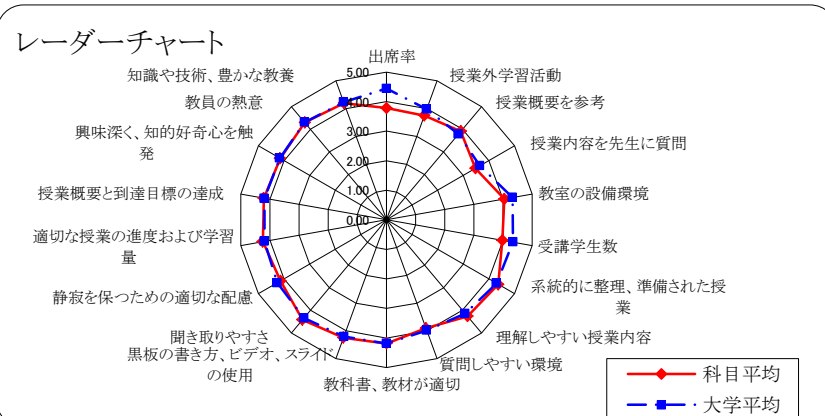 レーダーチャート
出席率
授業外学習活動
授業概要を参考
授業内容を先生に質問
教室の設備環境
受講学生数
系統的に整理、準備された授
業
理解しやすい授業内容
質問しやすい環境
教科書、教材が適切
黒板の書き方、ビデオ、スライド
の使用
聞き取りやすさ
静寂を保つための適切な配慮
適切な授業の進度および学習
量
授業概要と到達目標の達成
興味深く、知的好奇心を触
発
教員の熱意
知識や技術、豊かな教養
5.00
4.00
3.00
2.00
1.00
0.00
科目平均
大学平均